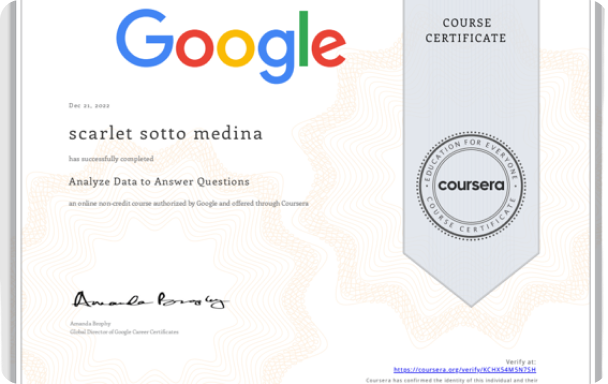 Google
COURSE
CERTIFICATE
Dec 21, 2022
scarlet sotto medina
has successfully completed
Analyze Data to Answer Questions
an online non-credit course authorized by Google and offered through Coursera
EDUCATION FOR EVERYONE
coursera
COURSE CERTIFICATE
Amanda Brophy
Global Director of Google Career Certificates
Verify at:
https://coursera.org/verify/KCHX54M5N7SH
Coursera has confirmed the identity of this individual and their